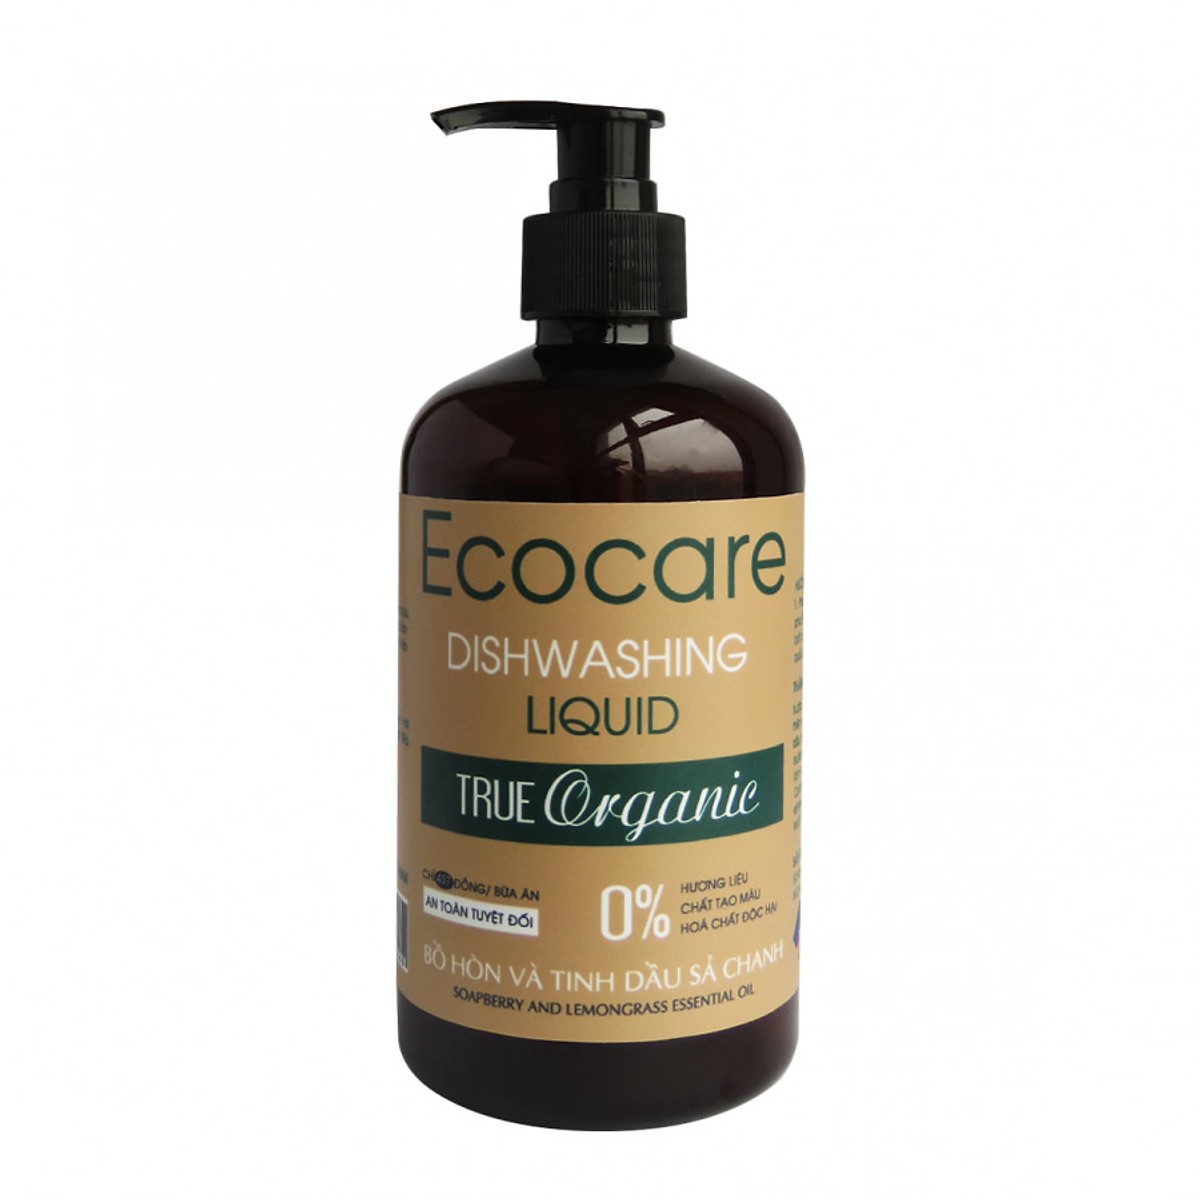 Ecocare
DISHWASHING
LIQUID
TRUE Organic
CHỈ ĐỒNG/ BỮA ĂN
AN TOÀN TUYỆT ĐỐI
0%
HƯƠNG LIỆU
CHẤT TẠO MÀU
HOÁ CHẤT ĐỘC HẠI
BỒ HÒN VÀ TINH DẦU SẢ CHANH
SOAPBERRY AND LEMONGRASS ESSENTIAL OIL